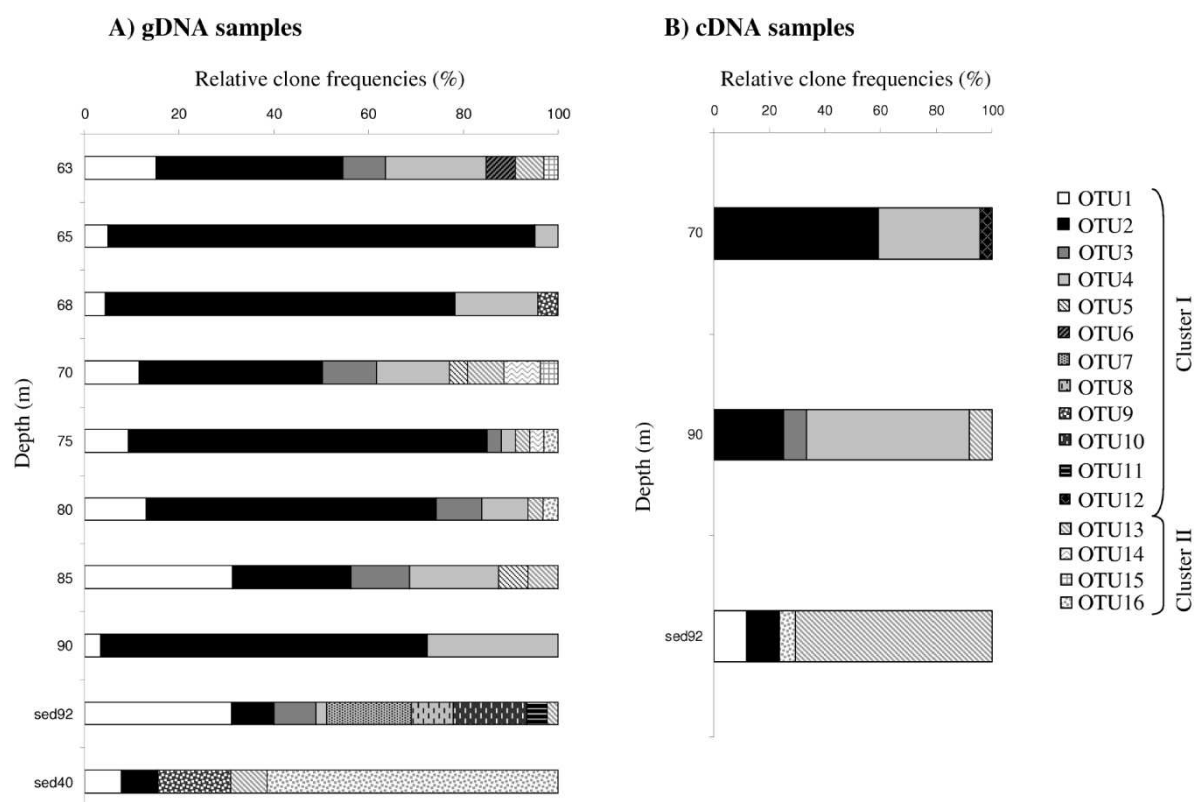 A) gDNA samples
Relative clone frequencies (%)
0 20 40 60 80 100
Depth (m)
63
65
68
70
75
80
85
90
sed92
sed40
B) cDNA samples
Relative clone frequencies (%)
0 20 40 60 80 100
Depth (m)
70
90
sed92
OTU1
OTU2
OTU3
OTU4
OTU5
OTU6
OTU7
OTU8
OTU9
OTU10
OTU11
OTU12
OTU13
OTU14
OTU15
OTU16
Cluster I
Cluster II